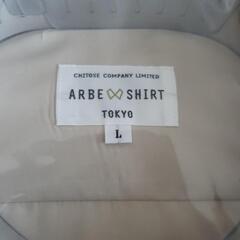 CHITOSE COMPANY LIMITED
ARBE SHIRT
TOKYO
L